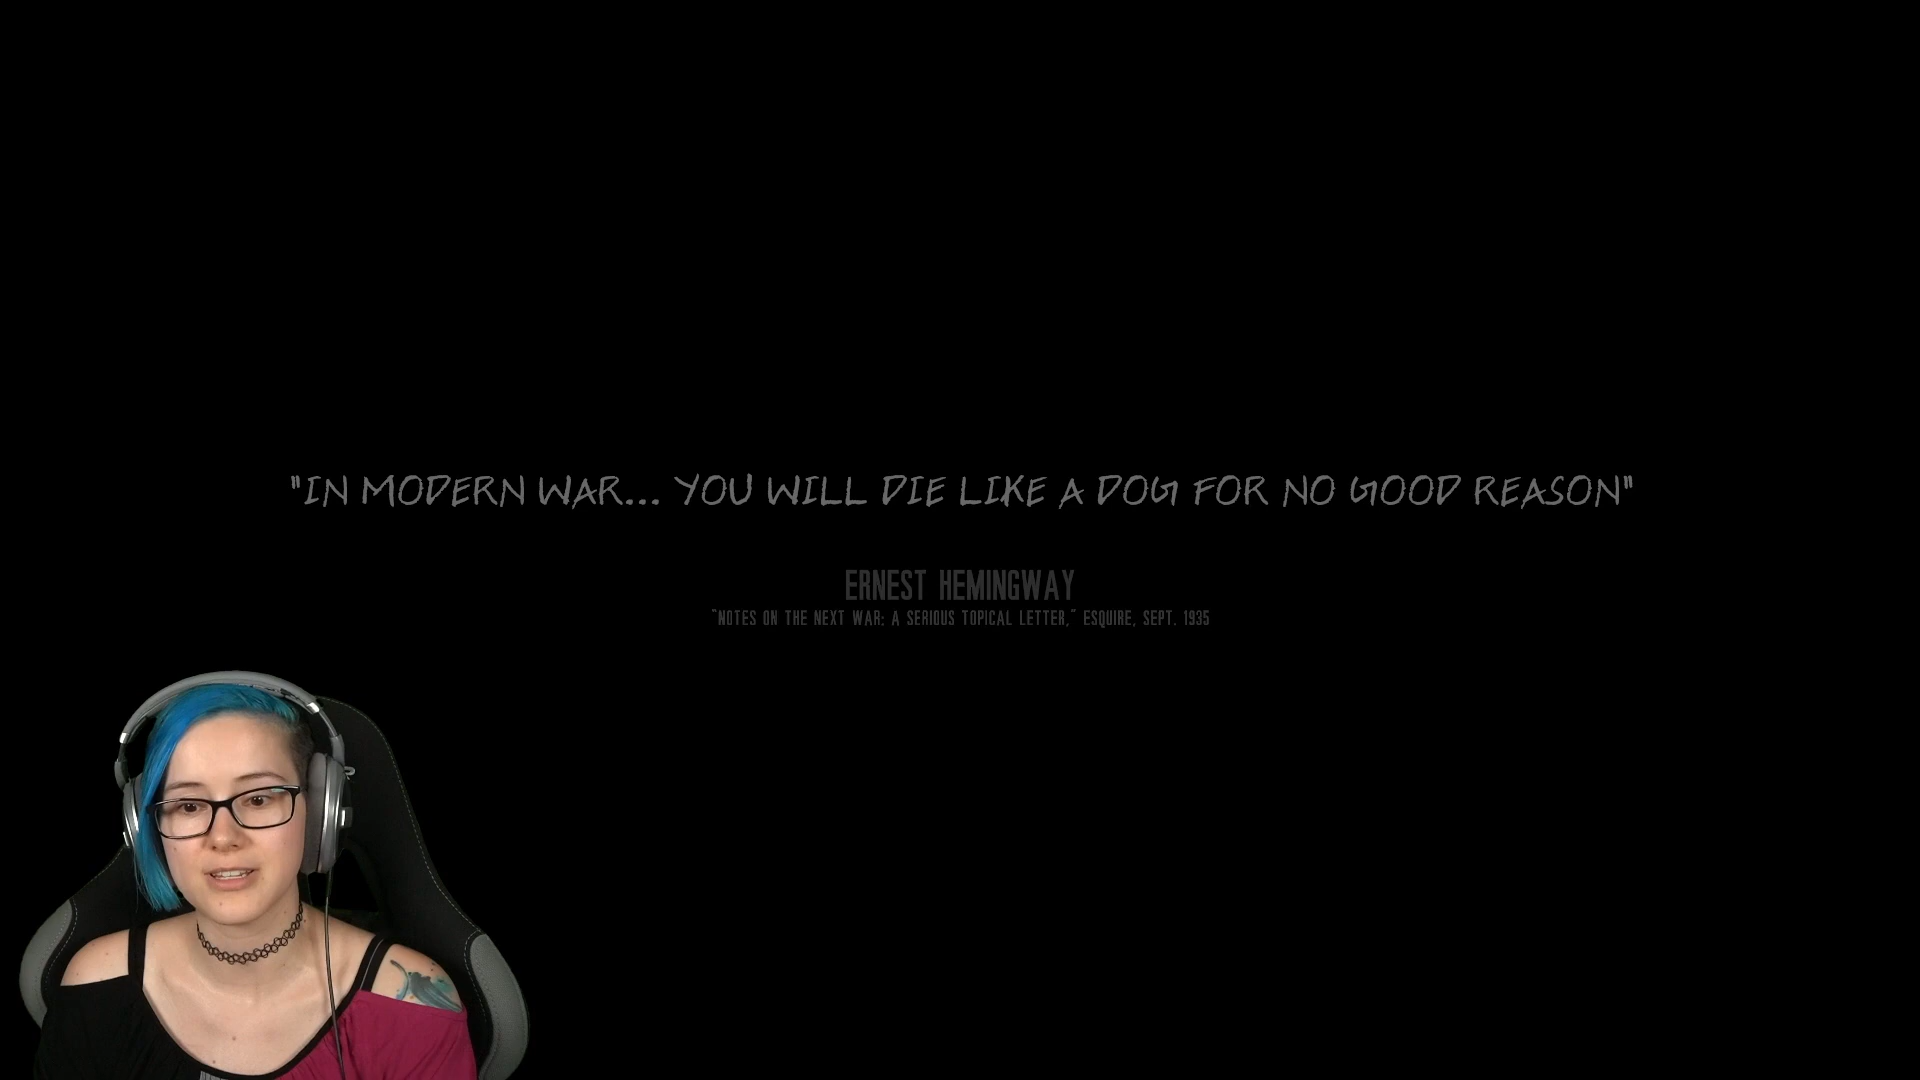 "IN MODERN WAR... YOU WILL DIE LIKE A DOG FOR NO GOOD REASON"
ERNEST HEMINGWAY
"NOTES ON THE NEXT WAR: A SERIOUS TOPICAL LETTER," ESQUIRE, SEPT. 1935